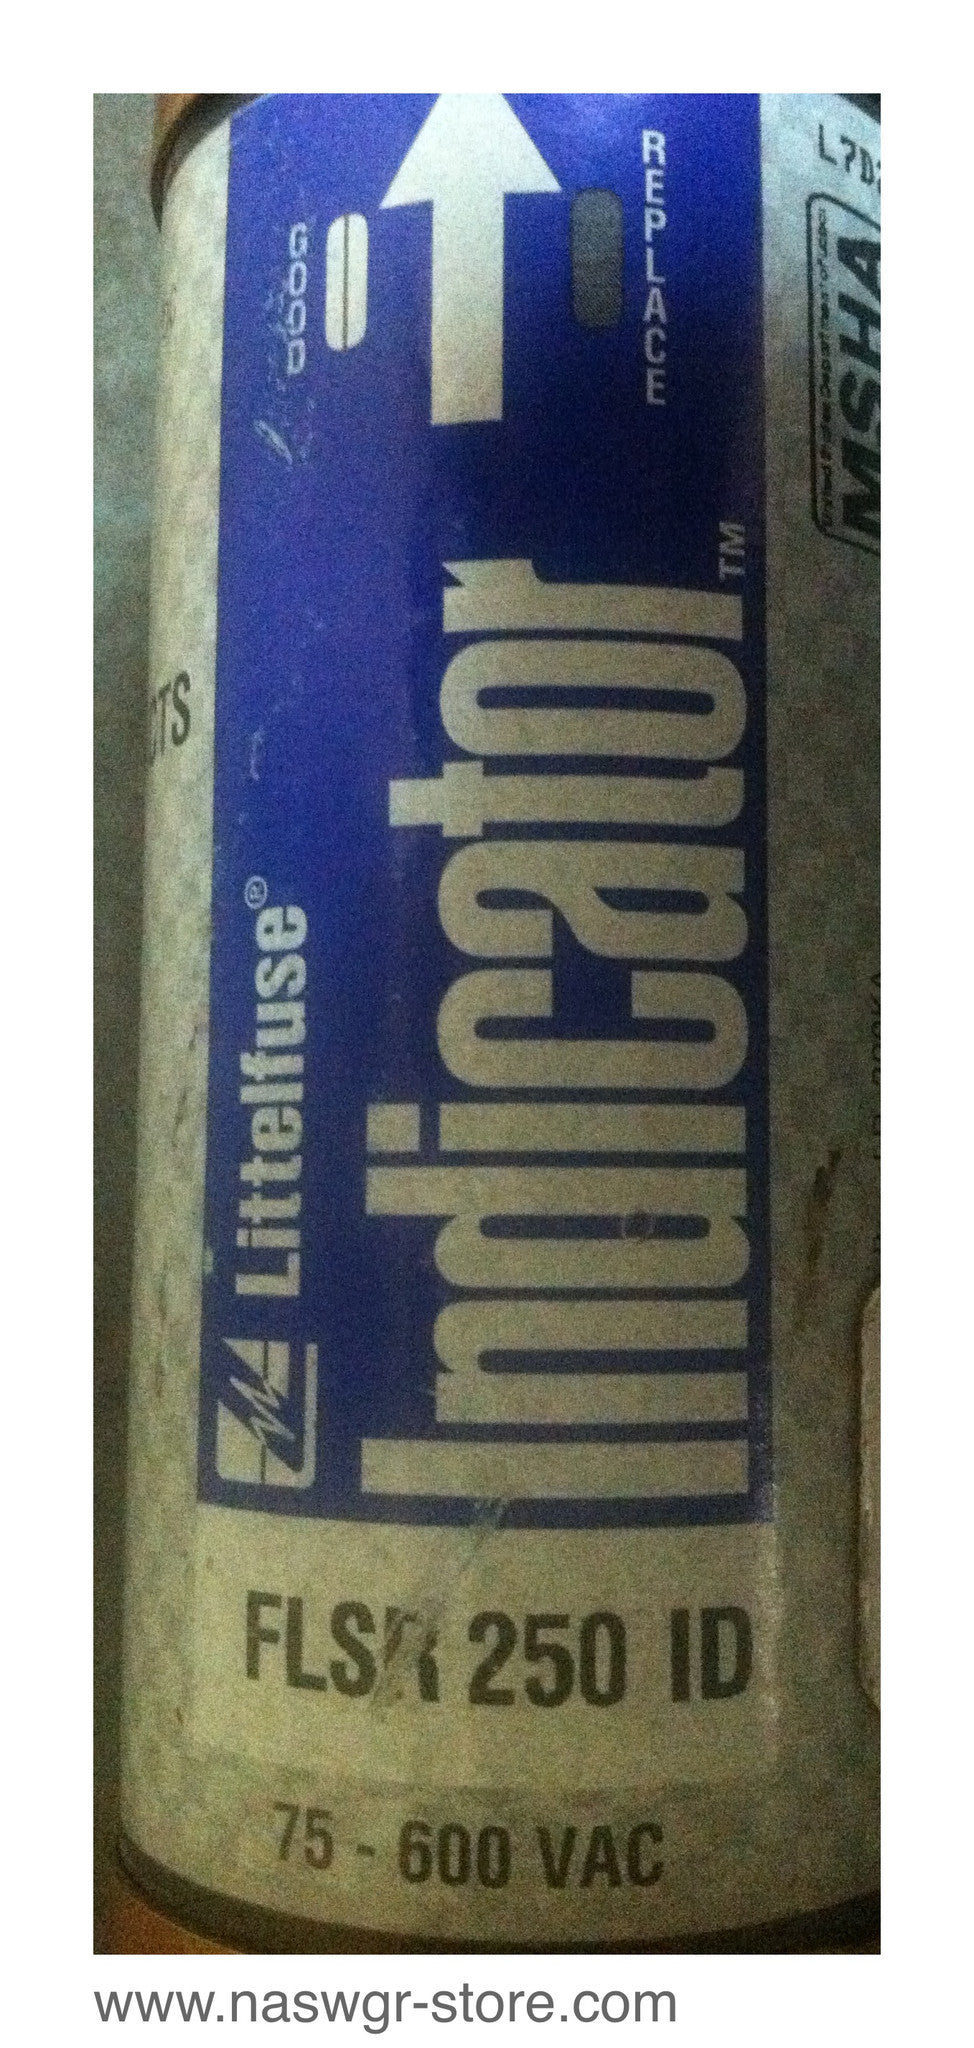 GOOD
REPLACE
Littelfuse®
Indicator™
FLSR 250 ID
75 - 600 VAC
MSHA
www.naswgr-store.com